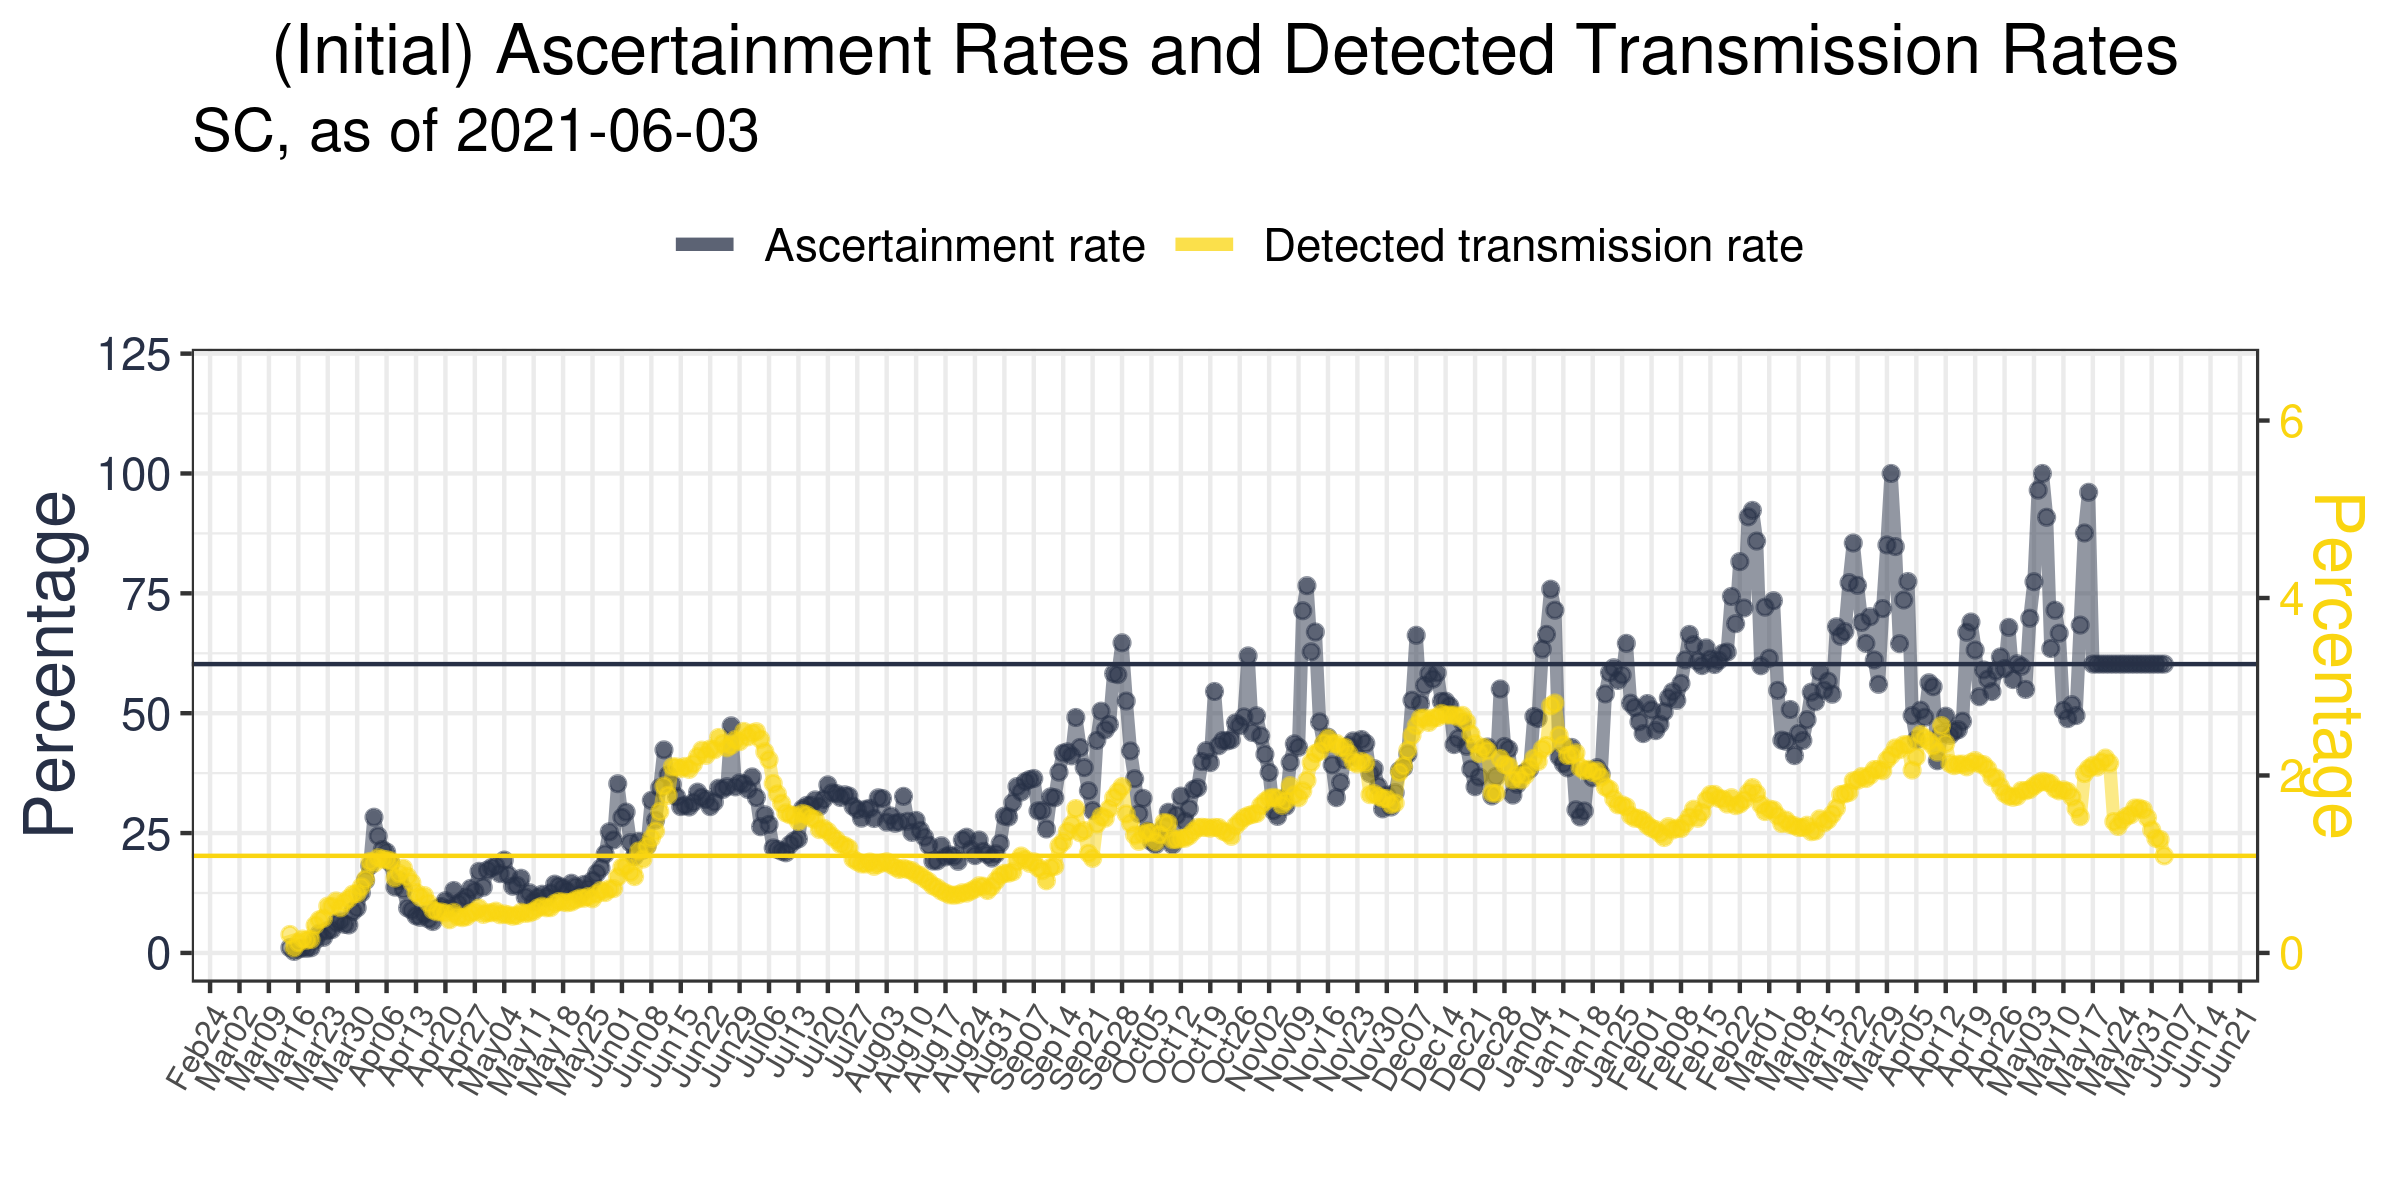 (Initial) Ascertainment Rates and Detected Transmission Rates
SC, as of 2021-06-03
Ascertainment rate
Detected transmission rate
Percentage
125
100
75
50
25
0
6
4
2
0
Percentage
Feb24
Mar02
Mar09
Mar16
Mar23
Mar30
Apr06
Apr13
Apr20
Apr27
May04
May11
May18
May25
Jun01
Jun08
Jun15
Jun22
Jun29
Jul06
Jul13
Jul20
Jul27
Aug03
Aug10
Aug17
Aug24
Aug31
Sep07
Sep14
Sep21
Sep28
Oct05
Oct12
Oct19
Oct26
Nov02
Nov09
Nov16
Nov23
Nov30
Dec07
Dec14
Dec21
Dec28
Jan04
Jan11
Jan18
Jan25
Feb01
Feb08
Feb15
Feb22
Mar01
Mar08
Mar15
Mar22
Mar29
Apr05
Apr12
Apr19
Apr26
May03
May10
May17
May24
May31
Jun07
Jun14
Jun21